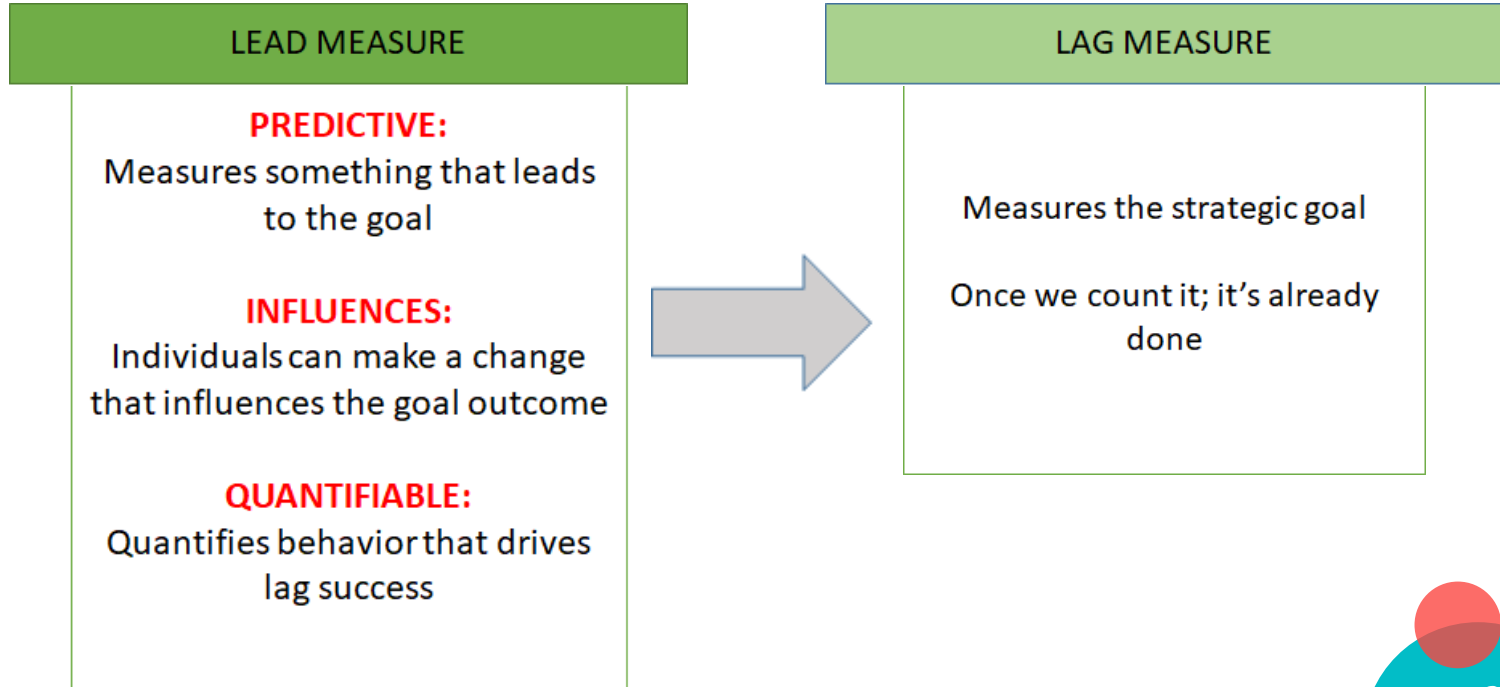 LEAD MEASURE
PREDICTIVE:
Measures something that leads
to the goal
INFLUENCES:
Individuals can make a change
that influences the goal outcome
QUANTIFIABLE:
Quantifies behavior that drives
lag success
LAG MEASURE
Measures the strategic goal
Once we count it; it's already
done